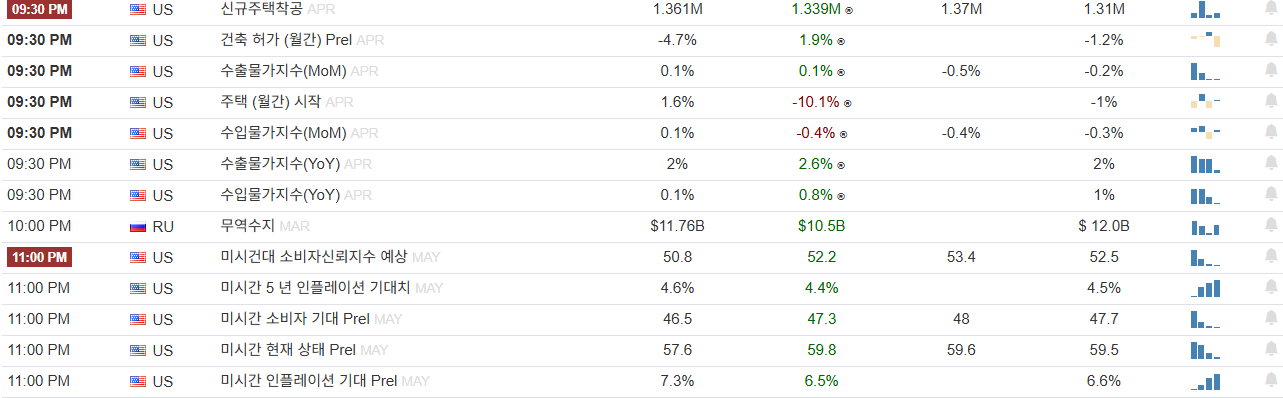 09:30 PM US 신규주택착공 APR 1.361M 1.339M ® 1.37M 1.31M
09:30 PM US 건축 허가 (월간) Prel APR -4.7% 1.9% ® -1.2%
09:30 PM US 수출물가지수(MoM) APR 0.1% 0.1% ® -0.5% -0.2%
09:30 PM US 주택 (월간) 시작 APR 1.6% -10.1% ® -1%
09:30 PM US 수입물가지수(MoM) APR 0.1% -0.4% ® -0.4% -0.3%
09:30 PM US 수출물가지수(YoY) APR 2% 2.6% ® 2%
09:30 PM US 수입물가지수(YoY) APR 0.1% 0.8% ® 1%
10:00 PM RU 무역수지 MAR $11.76B $10.5B $ 12.0B
11:00 PM US 미시건대 소비자신뢰지수 예상 MAY 50.8 52.2 53.4 52.5
11:00 PM US 미시간 5 년 인플레이션 기대치 MAY 4.6% 4.4% 4.5%
11:00 PM US 미시간 소비자 기대 Prel MAY 46.5 47.3 48 47.7
11:00 PM US 미시간 현재 상태 Prel MAY 57.6 59.8 59.6 59.5
11:00 PM US 미시간 인플레이션 기대 Prel MAY 7.3% 6.5% 6.6%